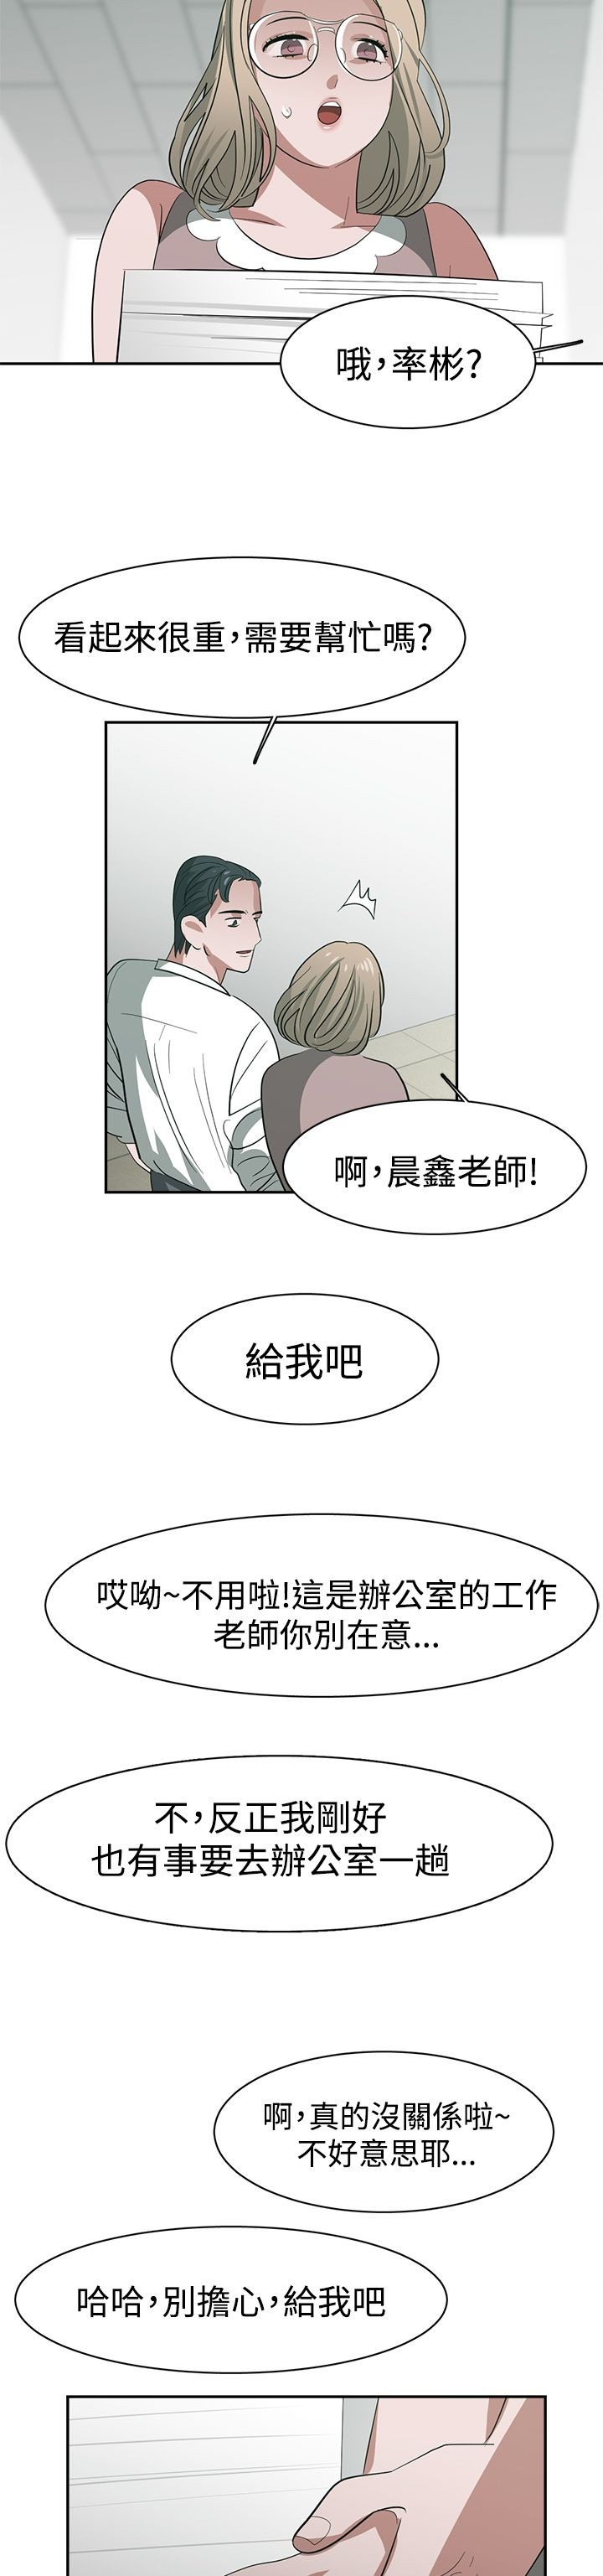 哦，率彬?
看起來很重，需要幫忙嗎?
啊，晨鑫老師!
給我吧
哎呦~不用啦!這是辦公室的工作
老師你別在意...
不，反正我剛好
也有事要去辦公室一趟
啊，真的沒關係啦~
不好意思耶...
哈哈，別擔心，給我吧